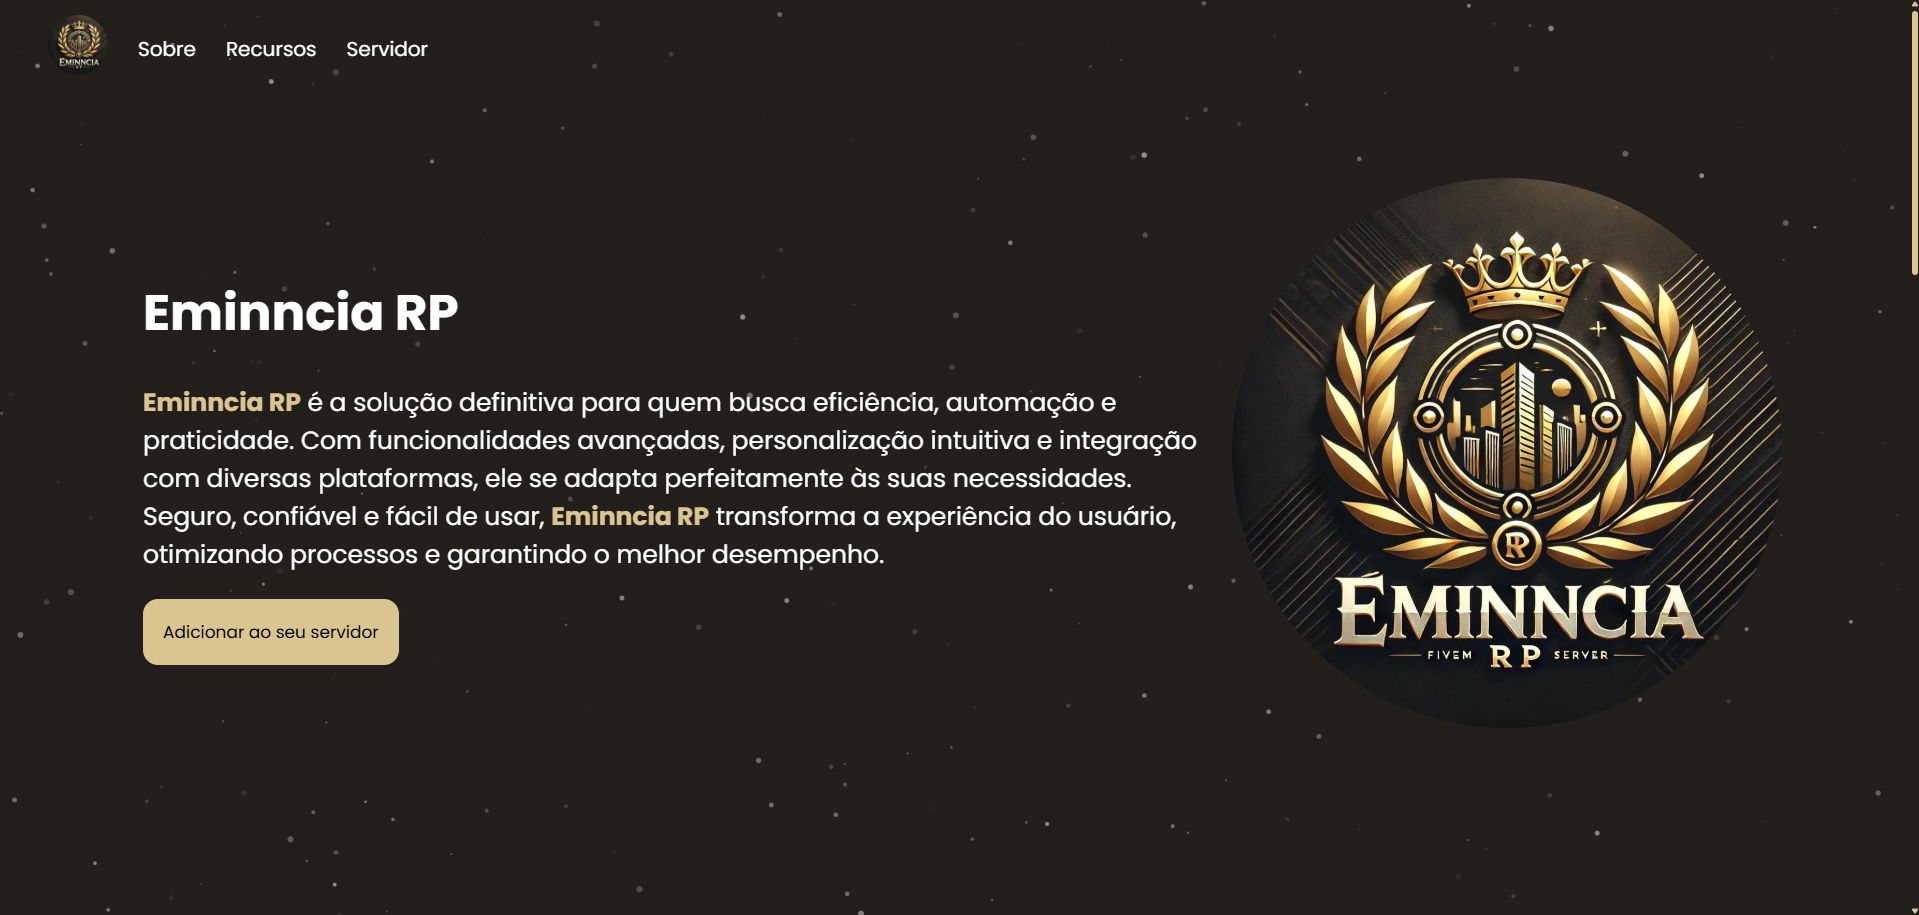 EMINNCIA
RP
Sobre
Recursos
Servidor
Eminncia RP
Eminncia RP é a solução definitiva para quem busca eficiência, automação e
praticidade. Com funcionalidades avançadas, personalização intuitiva e integração
com diversas plataformas, ele se adapta perfeitamente às suas necessidades.
Seguro, confiável e fácil de usar, Eminncia RP transforma a experiência do usuário,
otimizando processos e garantindo o melhor desempenho.
Adicionar ao seu servidor
R
ÉMINNCIA
FIVEM RP SERVER